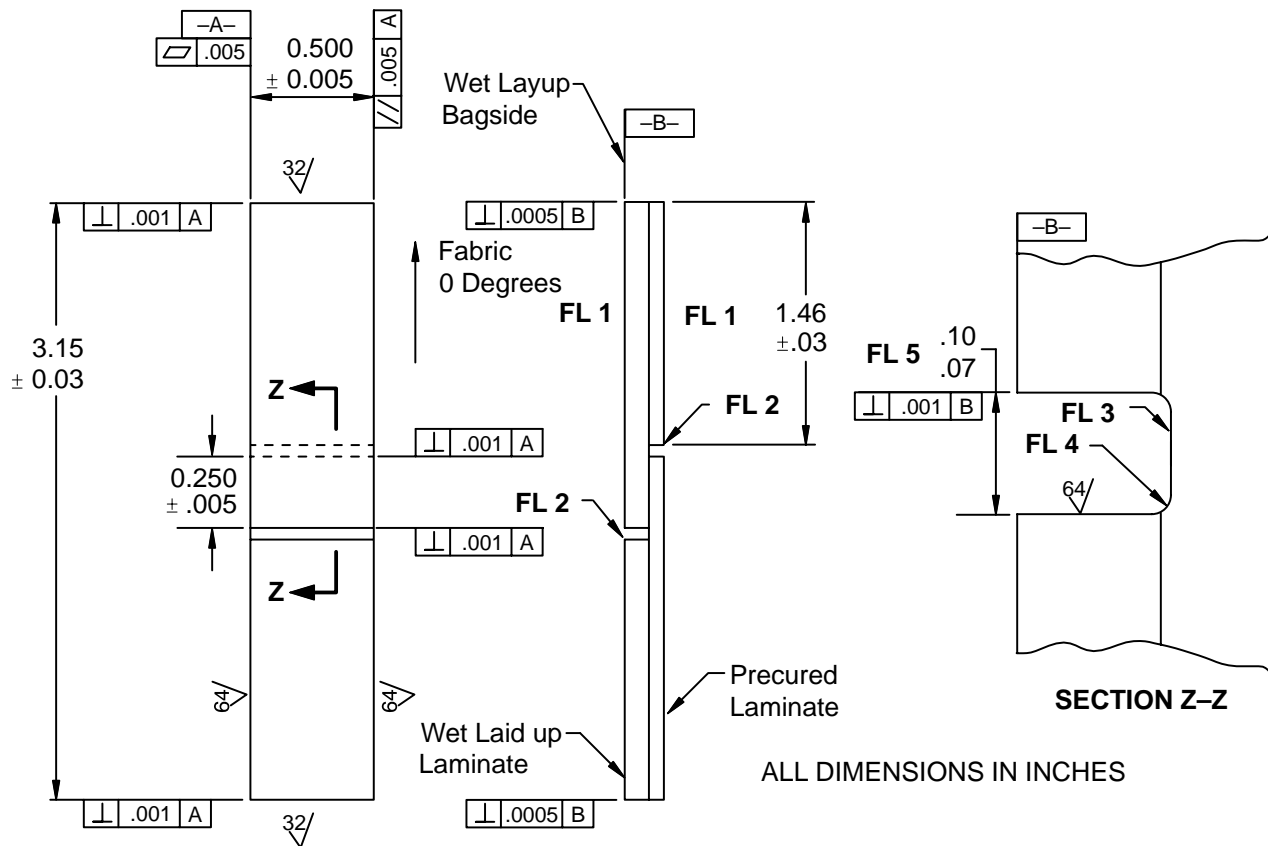 –A–
⏥ .005
0.500
± 0.005
// .005 A
Wet Layup
Bagside
–B–
32
⊥ .001 A
⊥ .0005 B
Fabric
0 Degrees
–B–
FL 1
FL 1
1.46
±.03
3.15
± 0.03
.10
FL 5
.07
⊥ .001 B
Z
FL 2
FL 3
FL 4
⊥ .001 A
0.250
± .005
64
FL 2
⊥ .001 A
Z
64
64
Precured
Laminate
SECTION Z–Z
Wet Laid up
Laminate
ALL DIMENSIONS IN INCHES
⊥ .001 A
32
⊥ .0005 B